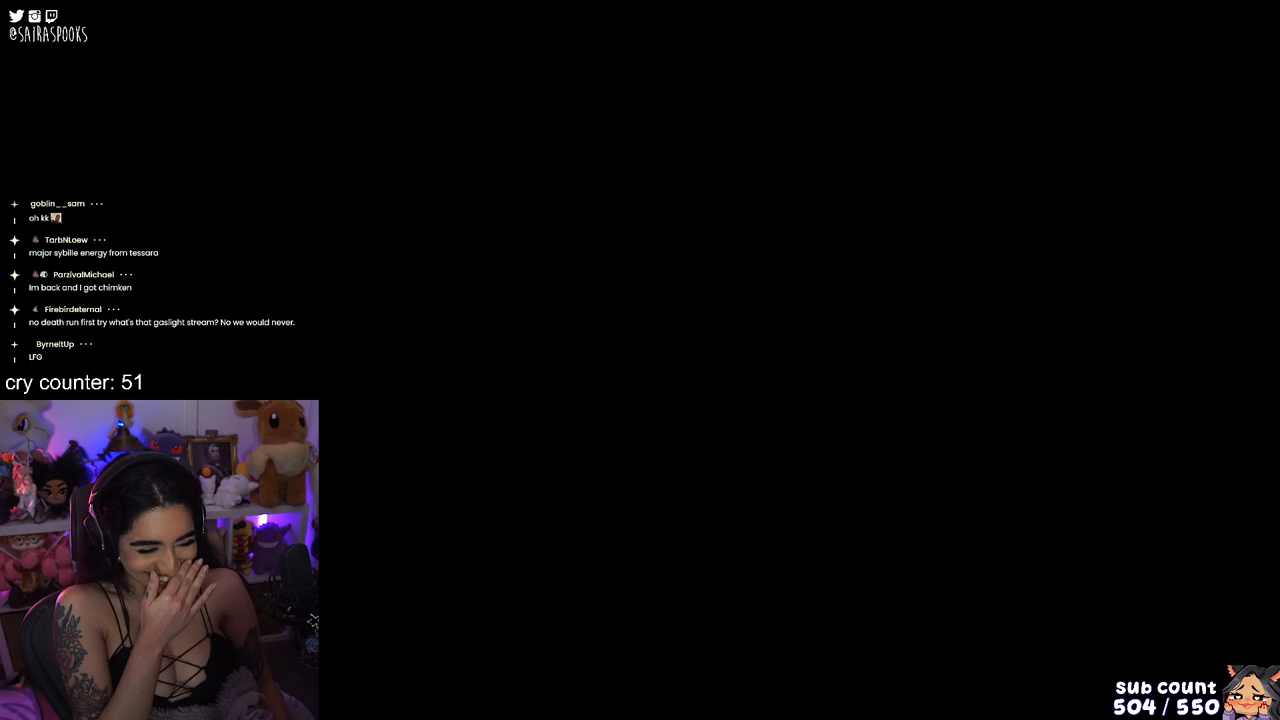 @SAIRASPOOKS
goblin__sam
oh kk
TarbNLoew
major sybille energy from tessara
ParzivalMichael
Im back and I got chimken
Firebirdeternal
no death run first try what's that gaslight stream? No we would never.
ByrneItUp
LFG
cry counter: 51
sub count
504 / 550